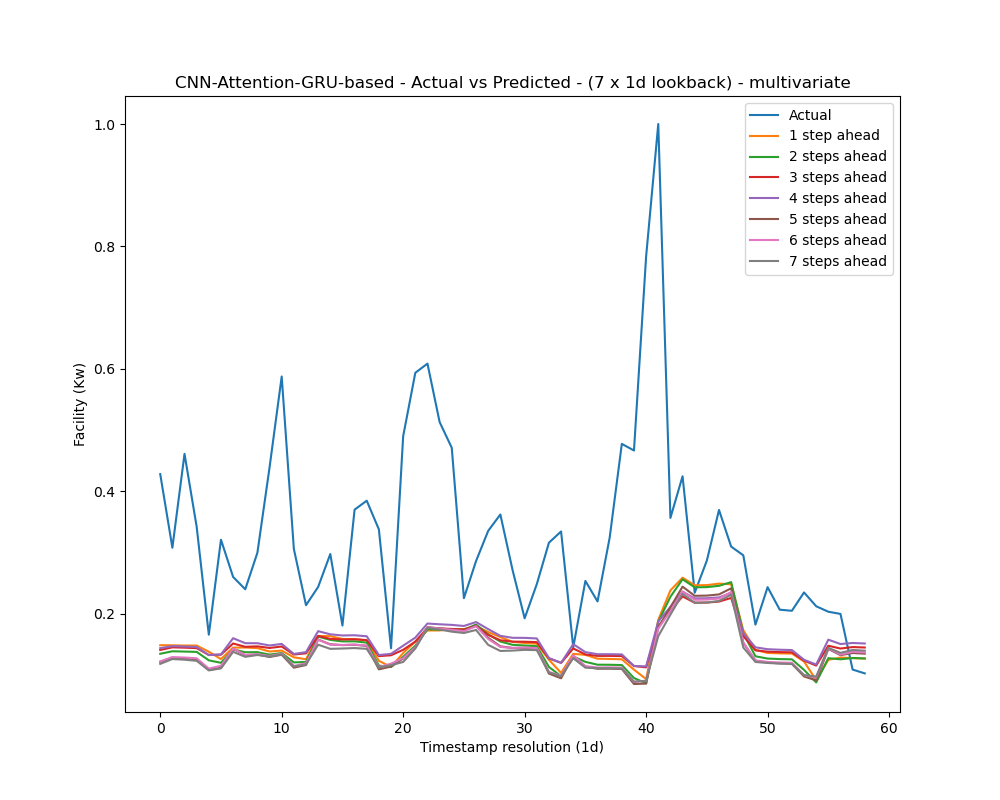 CNN-Attention-GRU-based - Actual vs Predicted - (7 x 1d lookback) - multivariate
Actual
1 step ahead
2 steps ahead
3 steps ahead
4 steps ahead
5 steps ahead
6 steps ahead
7 steps ahead
1.0
0.8
0.6
0.4
0.2
Facility (Kw)
0 10 20 30 40 50 60
Timestamp resolution (1d)